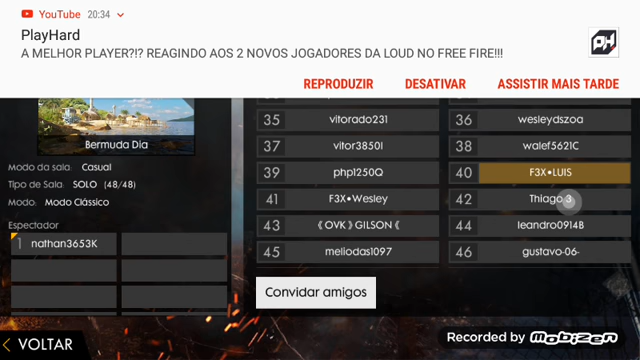 YouTube 20:34
PlayHard
A MELHOR PLAYER?!? REAGINDO AOS 2 NOVOS JOGADORES DA LOUD NO FREE FIRE!!!
REPRODUZIR DESATIVAR ASSISTIR MAIS TARDE
PH
Bermuda Dia
Modo da sala: Casual
Tipo de Sala: SOLO (48/48)
Modo: Modo Clássico
Espectador
1 nathan3653K
35 vitorado231
36 wesleydszoa
37 vitor3850I
38 walef5621C
39 php1250Q
40 F3X•LUIS
41 F3X•Wesley
42 Thiago 3
43 《OVK》GILSON《
44 leandro0914B
45 meliodas1097
46 gustavo-06-
Convidar amigos
VOLTAR
Recorded by mobizen